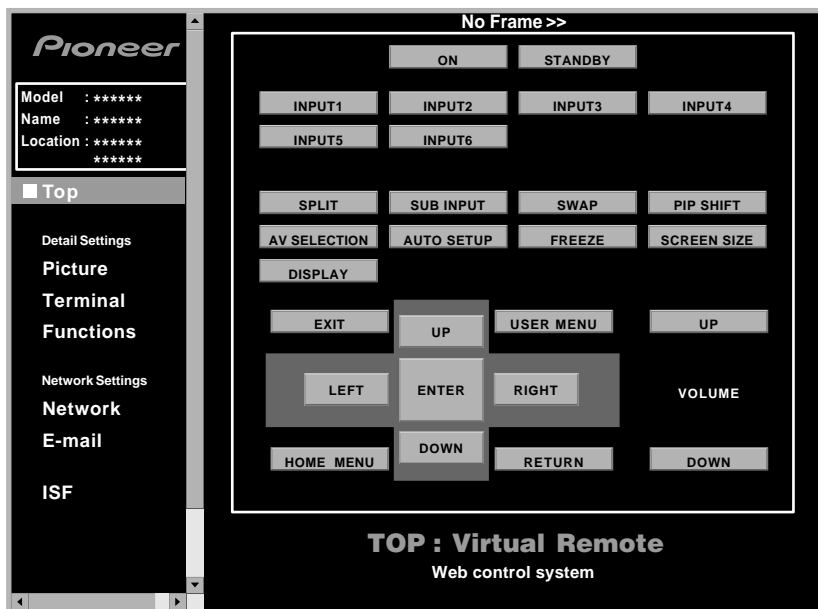 Pioneer
Model : ******
Name : ******
Location : ******
******
Top
Detail Settings
Picture
Terminal
Functions
Network Settings
Network
E-mail
ISF
No Frame >>
ON STANDBY
INPUT1 INPUT2 INPUT3 INPUT4
INPUT5 INPUT6
SPLIT SUB INPUT SWAP PIP SHIFT
AV SELECTION AUTO SETUP FREEZE SCREEN SIZE
DISPLAY
EXIT UP USER MENU UP
LEFT ENTER RIGHT VOLUME
HOME MENU DOWN RETURN DOWN
TOP : Virtual Remote
Web control system